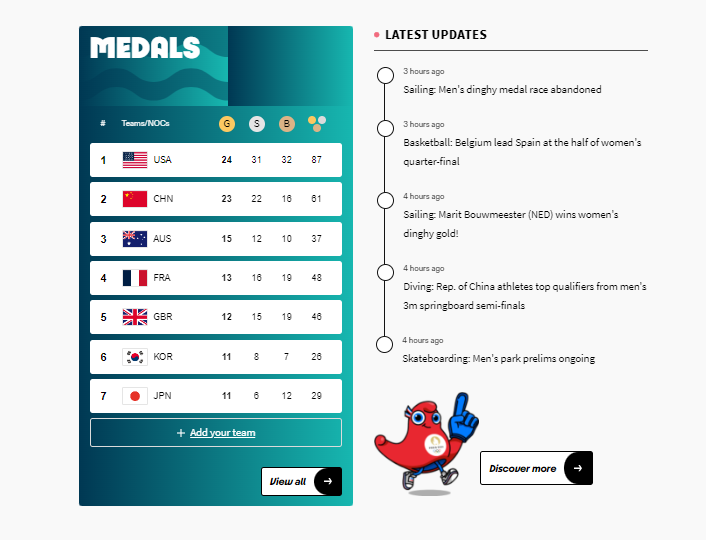 MEDALS
# Teams/NOCs G S B
1 USA 24 31 32 87
2 CHN 23 22 16 61
3 AUS 15 12 10 37
4 FRA 13 16 19 48
5 GBR 12 15 19 46
6 KOR 11 8 7 26
7 JPN 11 6 12 29
+ Add your team
View all →
LATEST UPDATES
3 hours ago
Sailing: Men's dinghy medal race abandoned
3 hours ago
Basketball: Belgium lead Spain at the half of women's
quarter-final
4 hours ago
Sailing: Marit Bouwmeester (NED) wins women's
dinghy gold!
4 hours ago
Diving: Rep. of China athletes top qualifiers from men's
3m springboard semi-finals
4 hours ago
Skateboarding: Men's park prelims ongoing
Discover more →